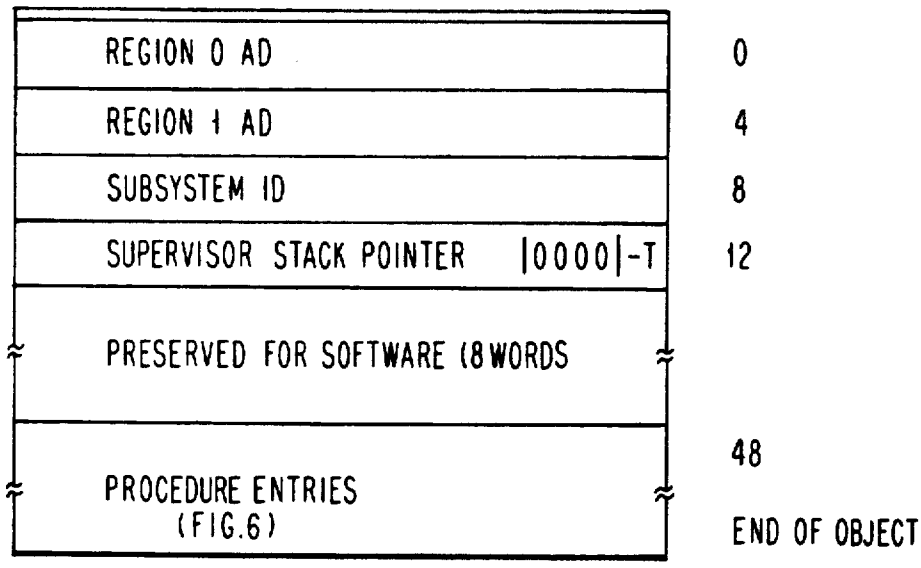 REGION 0 AD 0
REGION 1 AD 4
SUBSYSTEM ID 8
SUPERVISOR STACK POINTER |0000|-T 12
PRESERVED FOR SOFTWARE (8 WORDS
48
PROCEDURE ENTRIES
(FIG.6)
END OF OBJECT